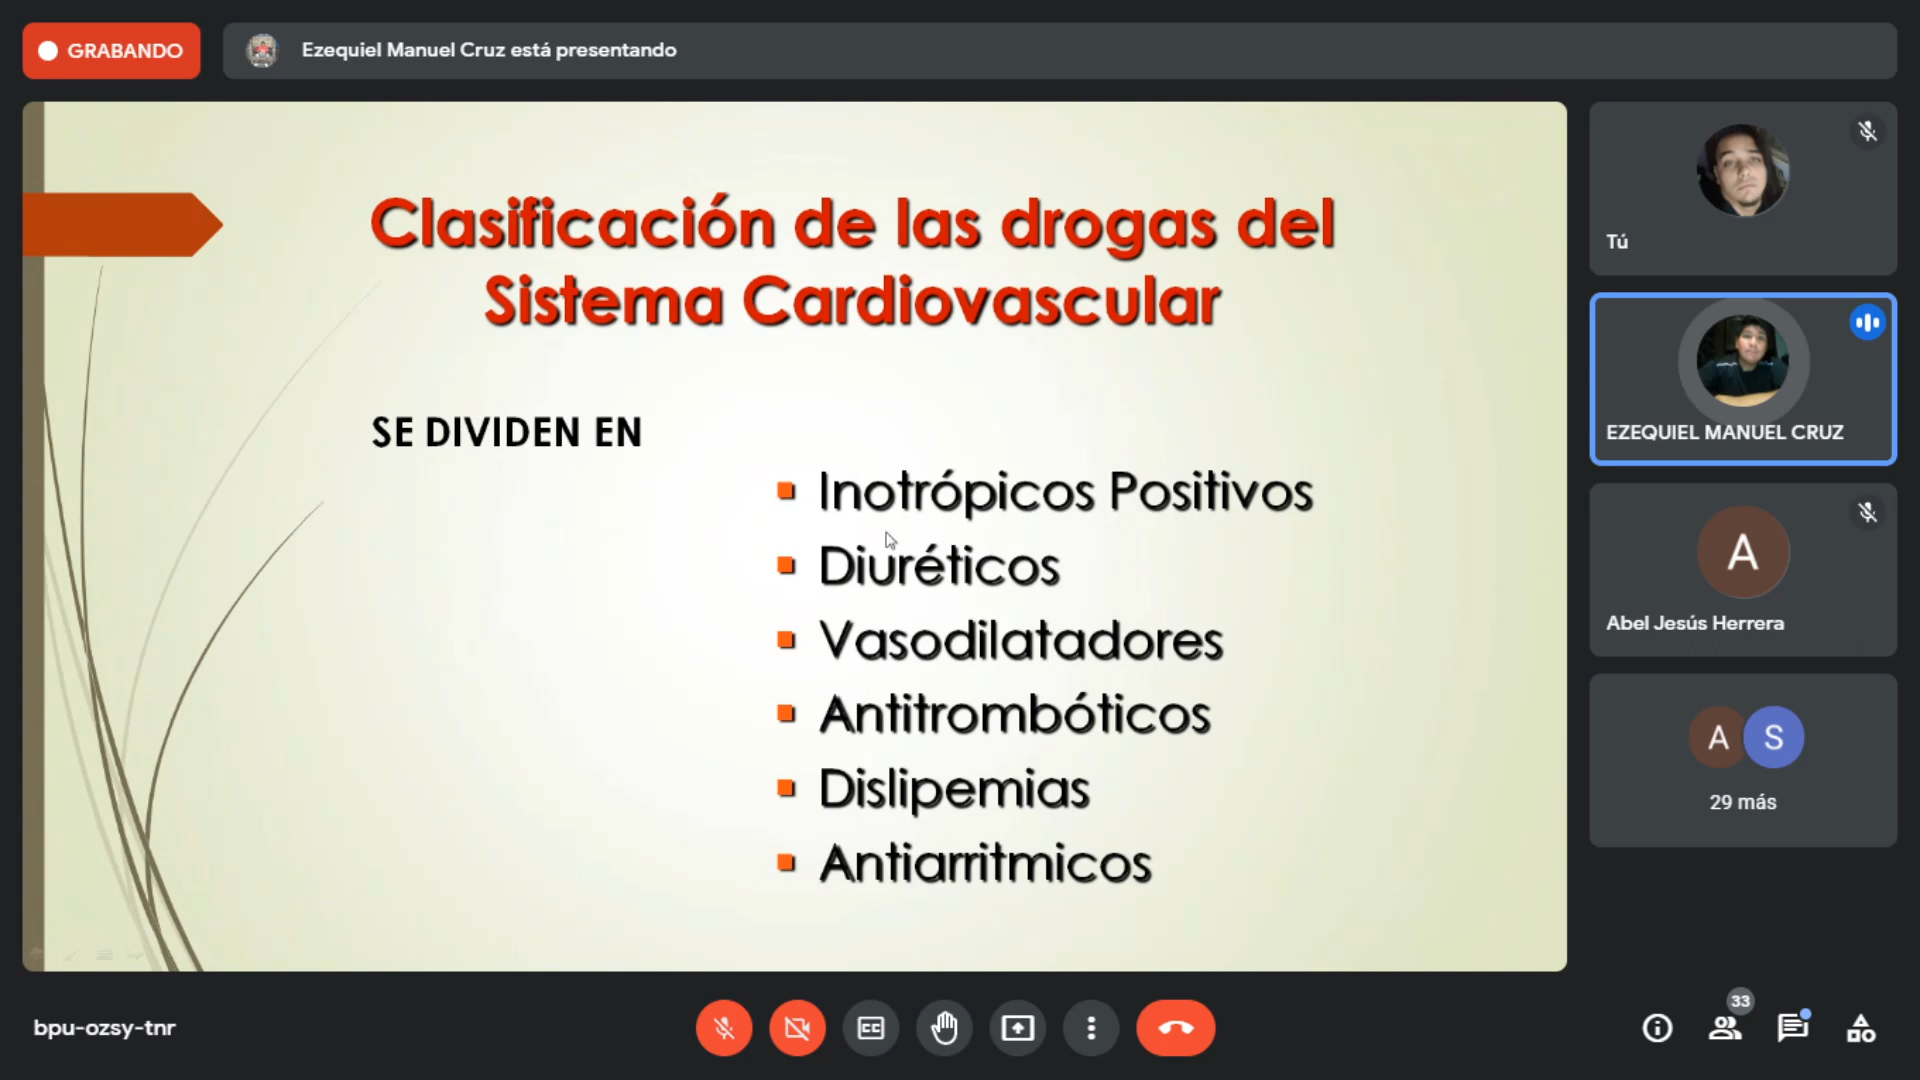 GRABANDO
Ezequiel Manuel Cruz está presentando
Clasificación de las drogas del
Sistema Cardiovascular
SE DIVIDEN EN
Inotrópicos Positivos
Diuréticos
Vasodilatadores
Antitrombóticos
Dislipemias
Antiarritmicos
Tú
EZEQUIEL MANUEL CRUZ
A
Abel Jesús Herrera
A S
29 más
bpu-ozsy-tnr
CC
33